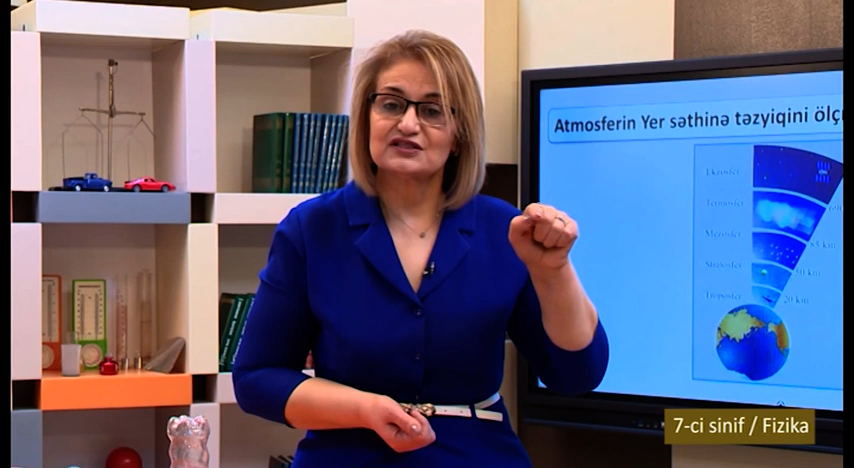 Atmosferin Yer səthinə təzyiqini ölç
Ekzosfer
Termosfer
Mezosfer
Stratosfer
Troposfer
20 km
7-ci sinif / Fizika